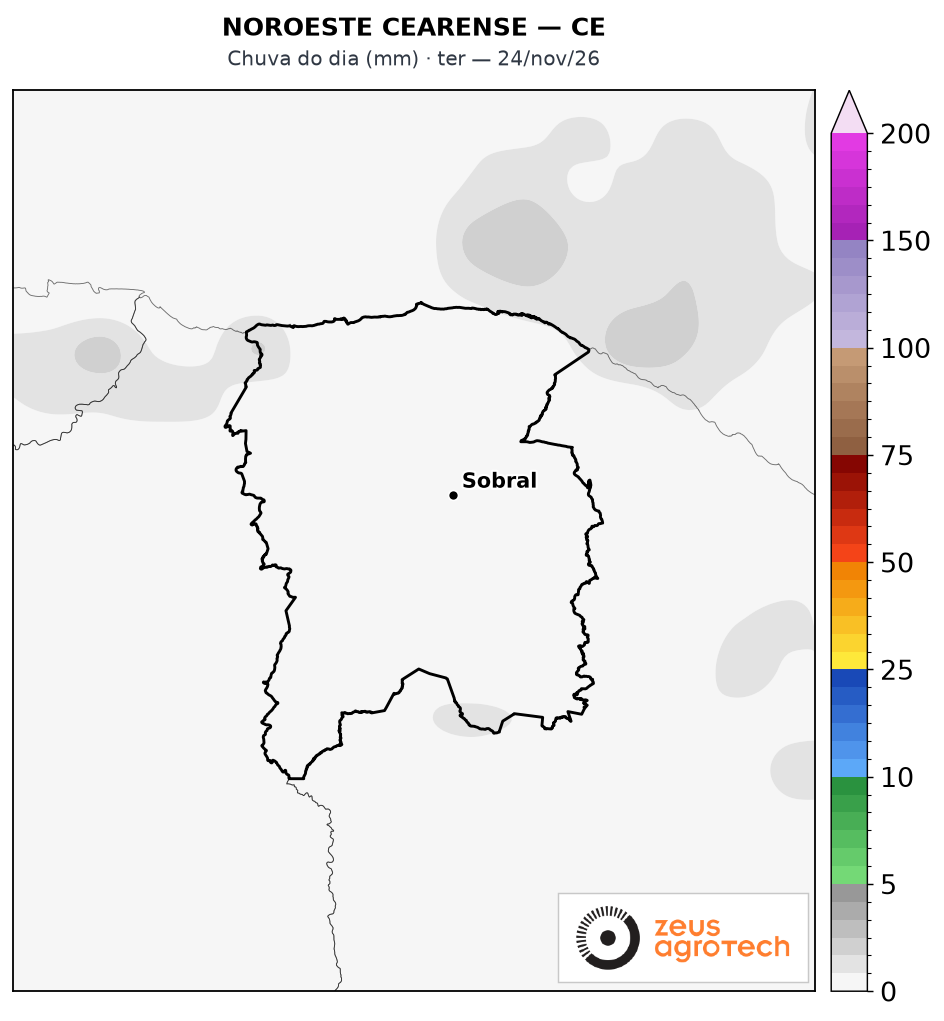 NOROESTE CEARENSE — CE
Chuva do dia (mm) · ter — 24/nov/26
200
150
100
75
50
25
10
5
0
Sobral
zeus
agrotech